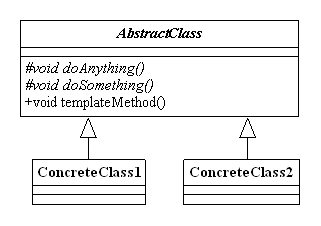 AbstractClass
#void doAnything()
#void doSomething()
+void templateMethod()
ConcreteClass1
ConcreteClass2